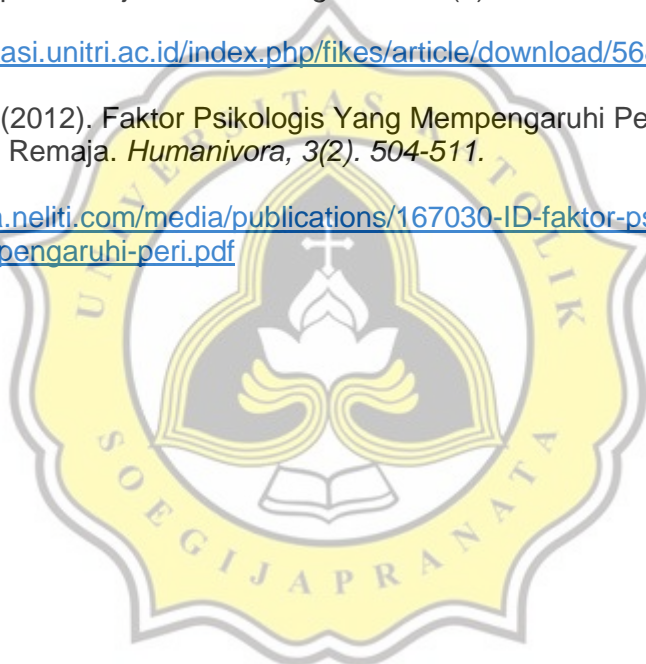 asi.unitri.ac.id/index.php/fikes/article/download/56
(2012). Faktor Psikologis Yang Mempengaruhi Pe
Remaja. Humanivora, 3(2). 504-511.
a.neliti.com/media/publications/167030-ID-faktor-ps
pengaruhi-peri.pdf
UNIVERSITAS KATOLIK
SOEGIJAPRANATA